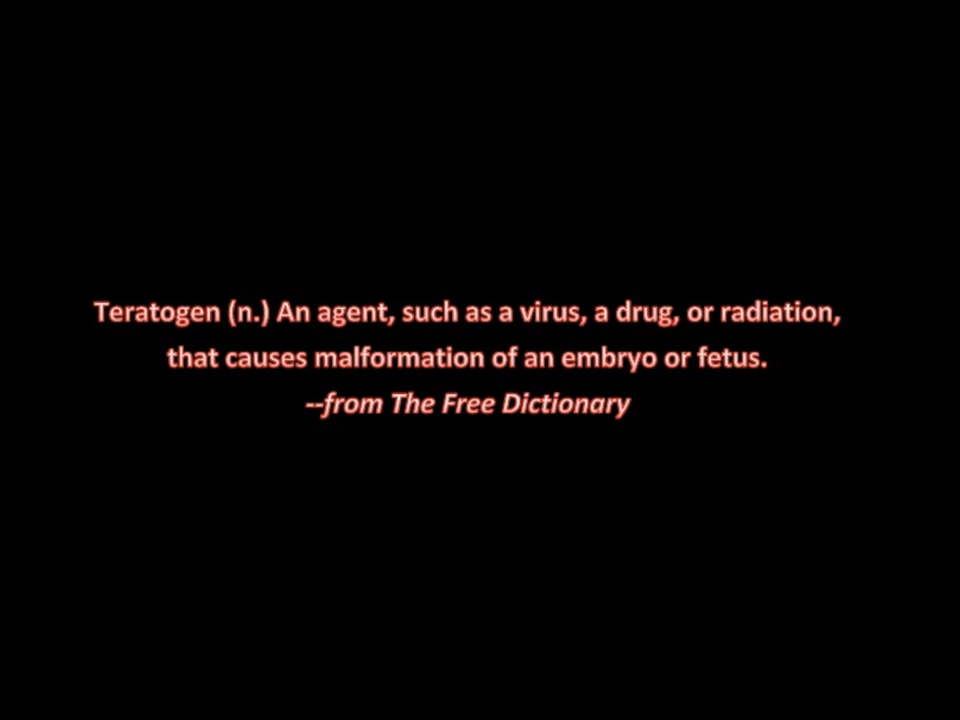 Teratogen (n.) An agent, such as a virus, a drug, or radiation,
that causes malformation of an embryo or fetus.
--from The Free Dictionary